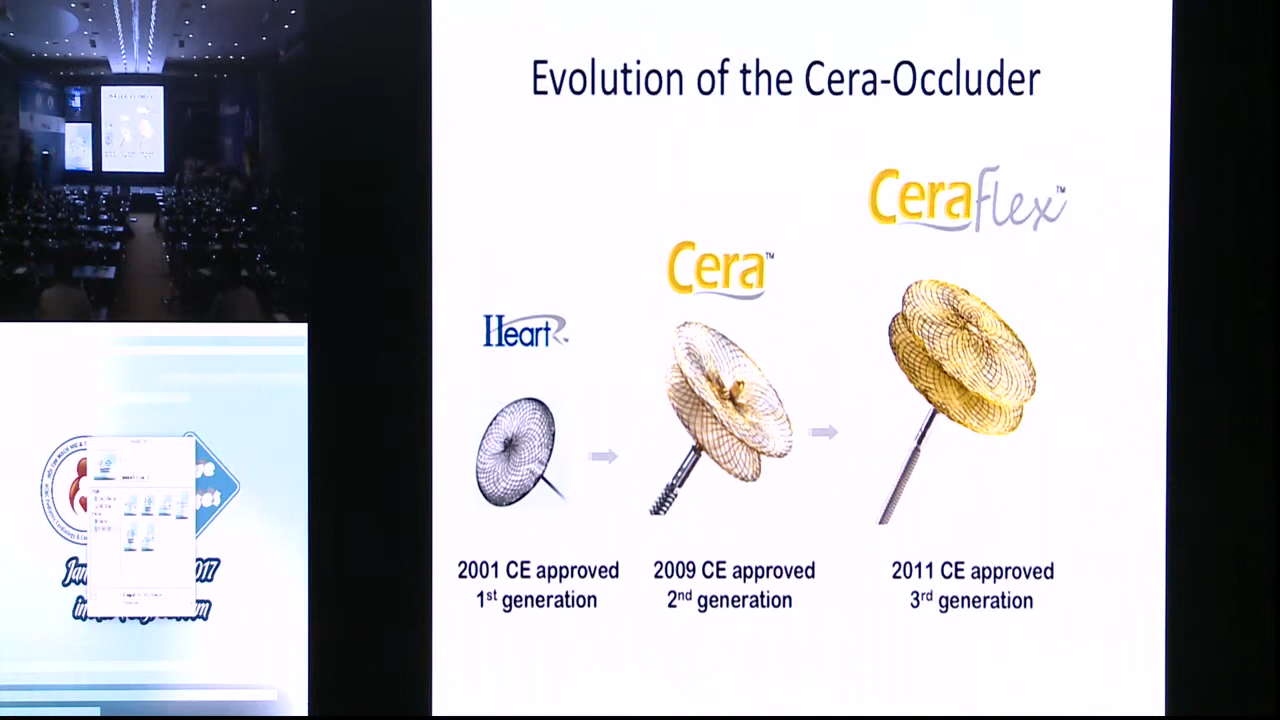 Evolution of the Cera-Occluder
CeraFlex™
Cera™
HeartR™
2001 CE approved
1st generation
2009 CE approved
2nd generation
2011 CE approved
3rd generation